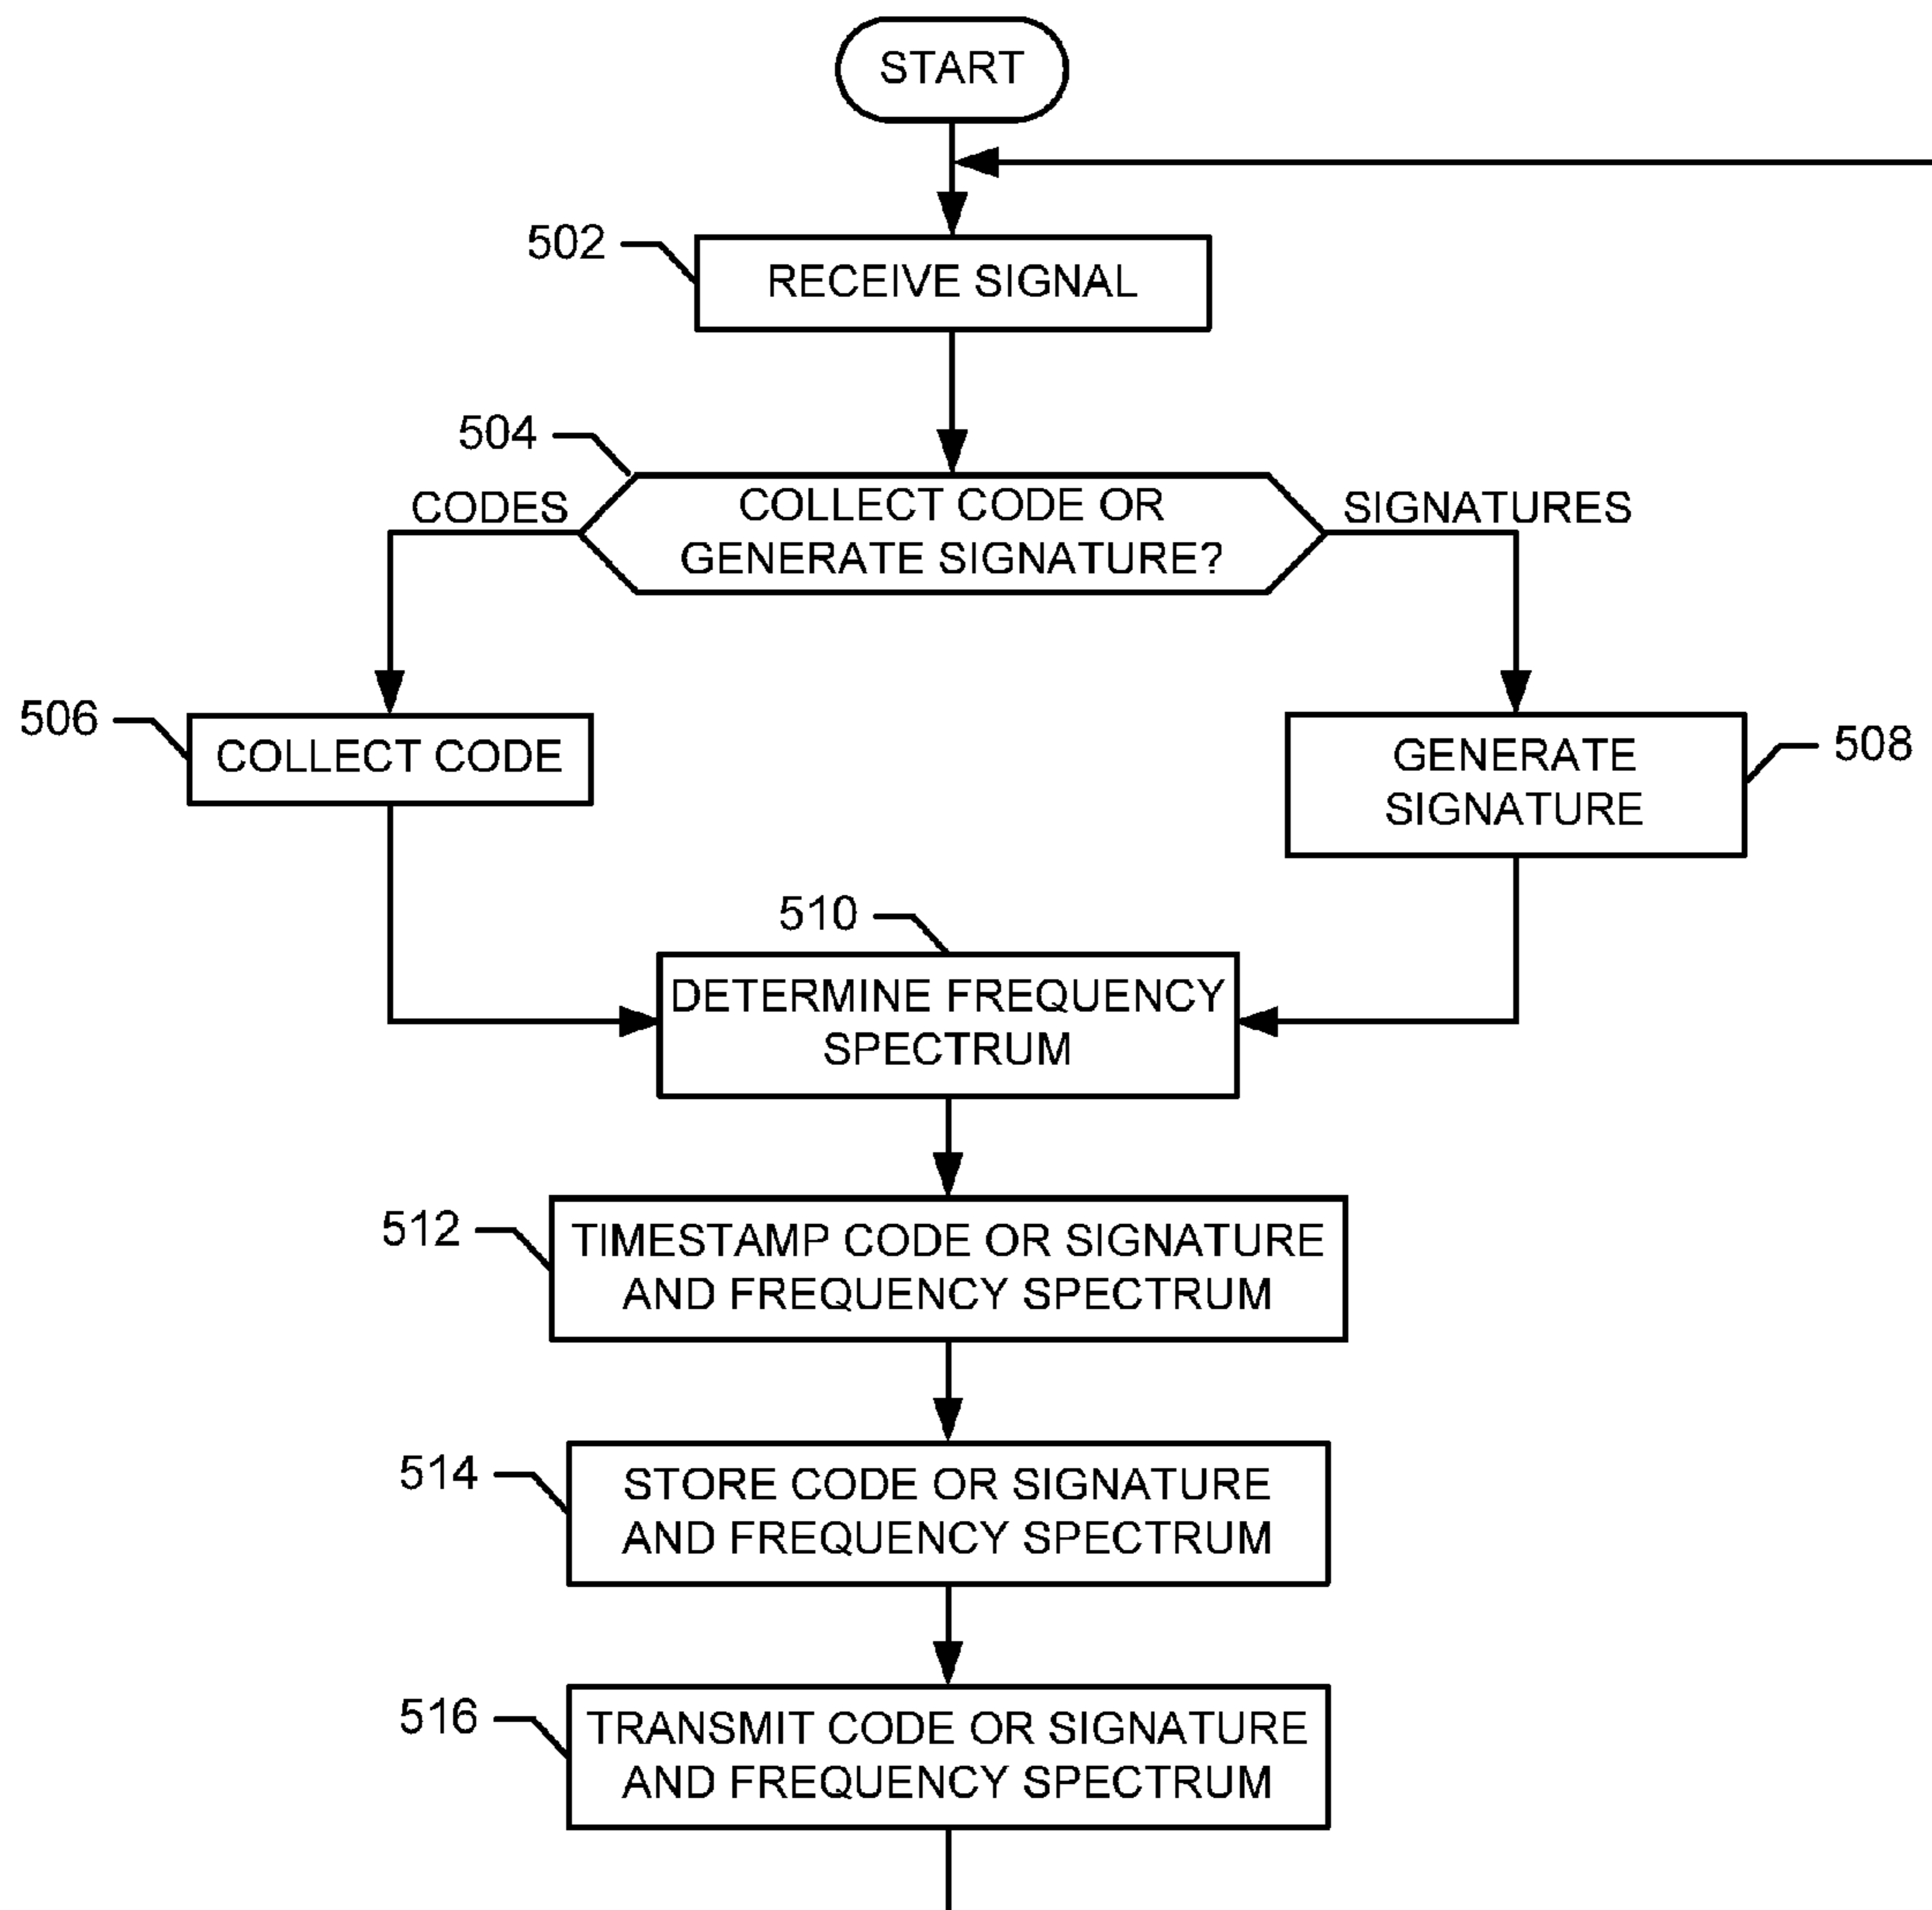 START
502
RECEIVE SIGNAL
504
CODES
COLLECT CODE OR
GENERATE SIGNATURE?
SIGNATURES
506
COLLECT CODE
GENERATE
SIGNATURE
508
510
DETERMINE FREQUENCY
SPECTRUM
512
TIMESTAMP CODE OR SIGNATURE
AND FREQUENCY SPECTRUM
514
STORE CODE OR SIGNATURE
AND FREQUENCY SPECTRUM
516
TRANSMIT CODE OR SIGNATURE
AND FREQUENCY SPECTRUM